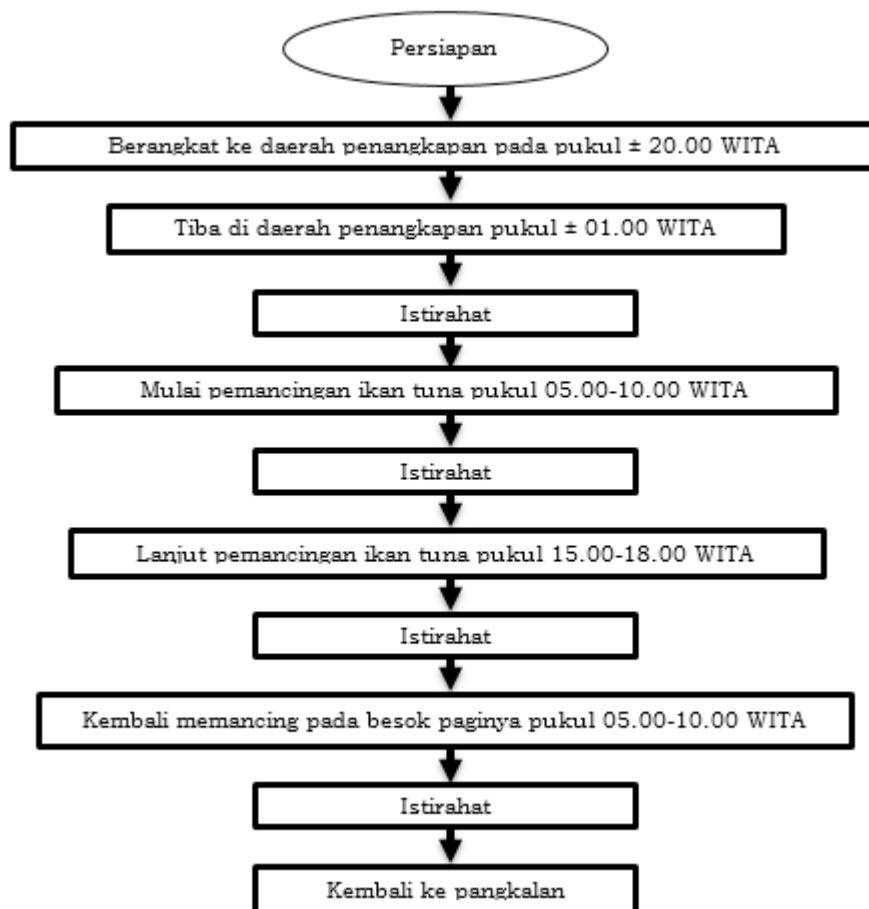 Persiapan
Berangkat ke daerah penangkapan pada pukul ± 20.00 WITA
Tiba di daerah penangkapan pukul ± 01.00 WITA
Istirahat
Mulai pemancingan ikan tuna pukul 05.00-10.00 WITA
Istirahat
Lanjut pemancingan ikan tuna pukul 15.00-18.00 WITA
Istirahat
Kembali memancing pada besok paginya pukul 05.00-10.00 WITA
Istirahat
Kembali ke pangkalan